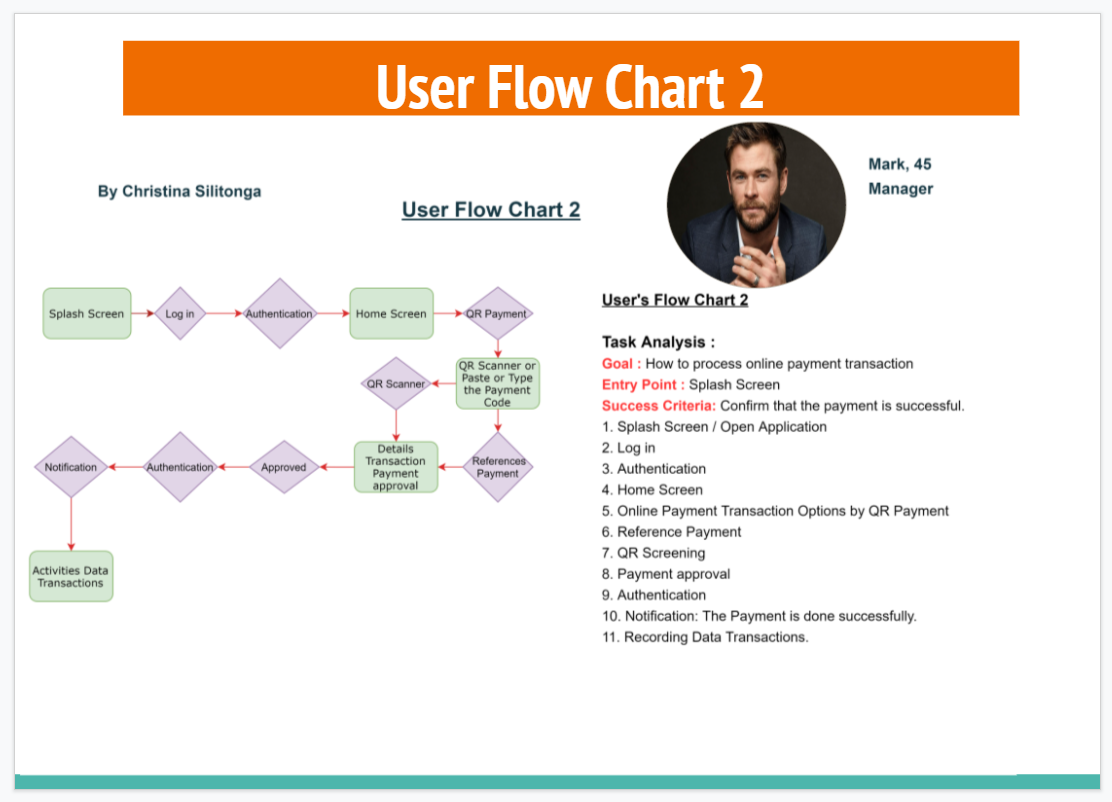 User Flow Chart 2
By Christina Silitonga
User Flow Chart 2
Mark, 45
Manager
Splash Screen
Log in
Authentication
Home Screen
QR Payment
QR Scanner
QR Scanner or
Paste or Type
the Payment
Code
Notification
Authentication
Approved
Details
Transaction
Payment
approval
References
Payment
Activities Data
Transactions
User's Flow Chart 2
Task Analysis :
Goal : How to process online payment transaction
Entry Point : Splash Screen
Success Criteria: Confirm that the payment is successful.
1. Splash Screen / Open Application
2. Log in
3. Authentication
4. Home Screen
5. Online Payment Transaction Options by QR Payment
6. Reference Payment
7. QR Screening
8. Payment approval
9. Authentication
10. Notification: The Payment is done successfully.
11. Recording Data Transactions.